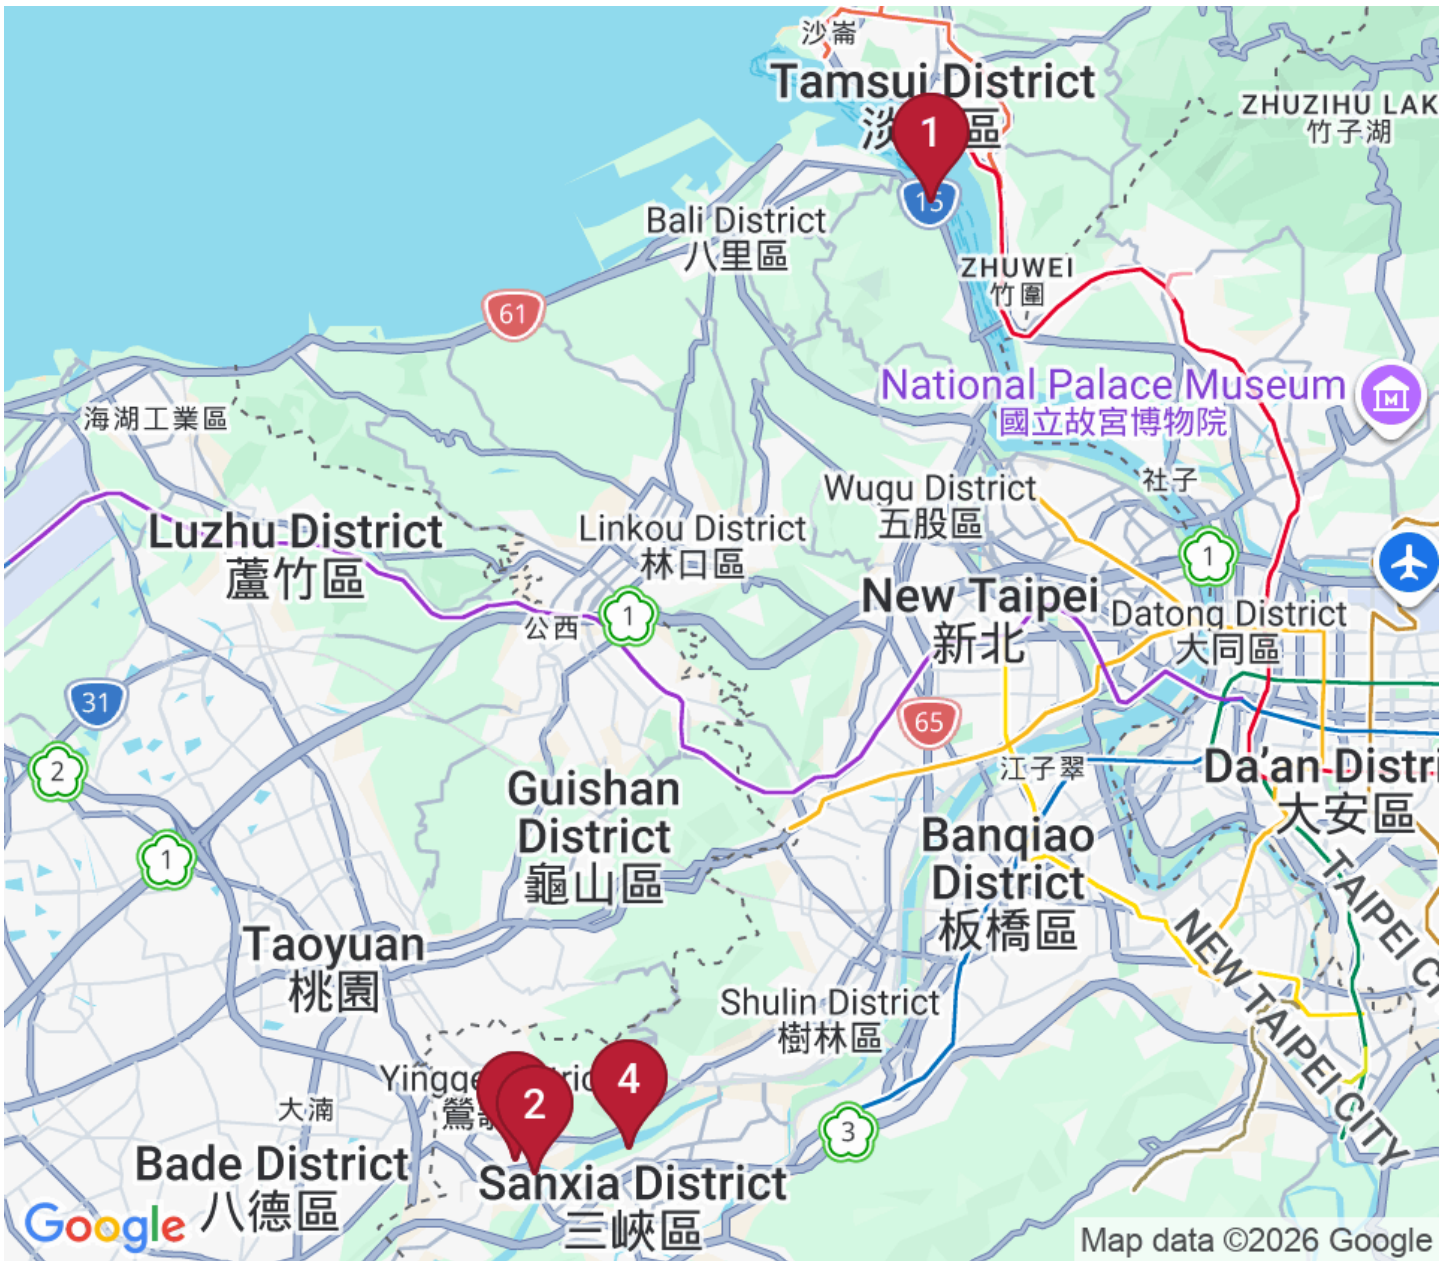 沙崙
Tamsui District
淡 區
1
ZHUZIHU LAK
竹子湖
15
Bali District
八里區
ZHUWEI
竹圍
61
National Palace Museum
國立故宮博物院
M
海湖工業區
社子
Wugu District
五股區
Luzhu District
蘆竹區
Linkou District
林口區
1
1
New Taipei
新北
Datong District
大同區
公西
31
65
2
江子翠
Da'an Distri
大安區
Guishan
District
龜山區
1
Banqiao
District
板橋區
TAIPEI C
NEW TAIPEI CITY
Taoyuan
桃園
Shulin District
樹林區
Yingge tric
鶯
2
4
大湳
3
Bade District
八德區
Sanxia District
三峽區
Google
Map data ©2026 Google